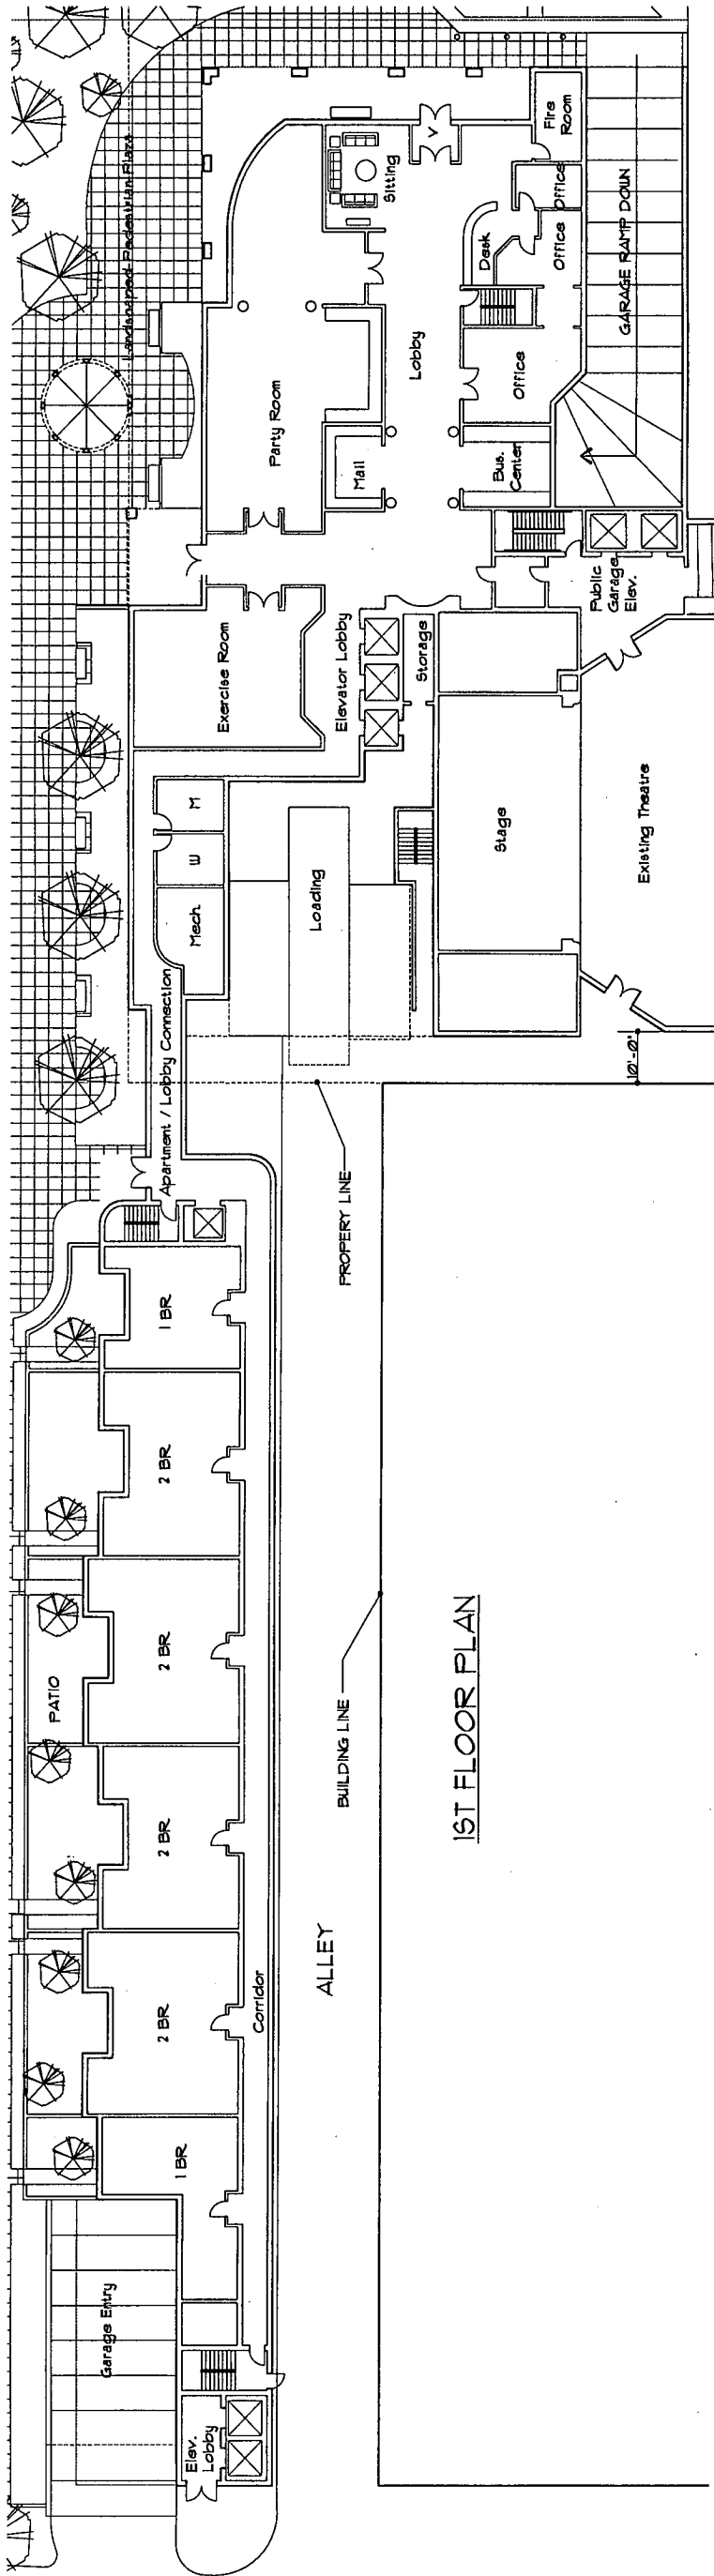 Landscaped Pedestrian Plaza
Sitting
V
Fire
Room
Office
Office
Desk
GARAGE RAMP DOWN
Lobby
Party Room
Office
Mail
Bus.
Center
Public
Garage
Elev.
Exercise Room
Elevator Lobby
Storage
M
W
Mech.
Loading
Stage
Existing Theatre
Apartment / Lobby Connection
10'-0"
PROPERY LINE
1 BR
2 BR
2 BR
PATIO
2 BR
2 BR
1 BR
BUILDING LINE
1ST FLOOR PLAN
ALLEY
Corridor
Garage Entry
Elev.
Lobby